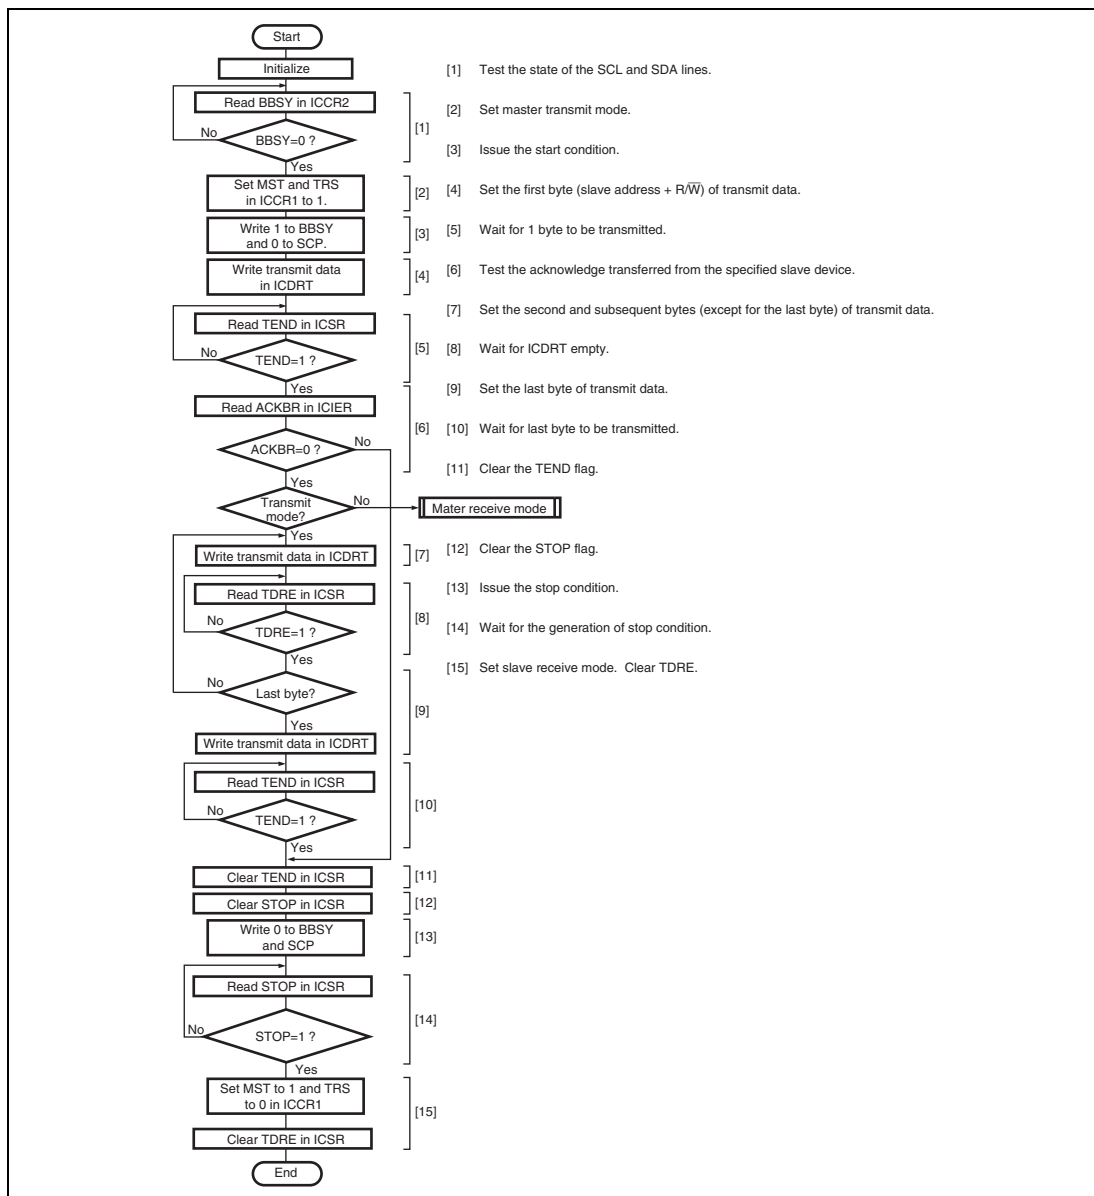 Start
Initialize
Read BBSY in ICCR2
BBSY=0 ?
No
Yes
[1]
Set MST and TRS
in ICCR1 to 1.
[2]
Write 1 to BBSY
and 0 to SCP.
[3]
Write transmit data
in ICDRT
[4]
Read TEND in ICSR
TEND=1 ?
No
Yes
[5]
Read ACKBR in ICIER
ACKBR=0 ?
No
Yes
[6]
Transmit
mode?
No
Yes
Mater receive mode
Write transmit data in ICDRT
[7]
Read TDRE in ICSR
TDRE=1 ?
No
Yes
[8]
Last byte?
No
Yes
[9]
Write transmit data in ICDRT
Read TEND in ICSR
TEND=1 ?
No
Yes
[10]
Clear TEND in ICSR
[11]
Clear STOP in ICSR
[12]
Write 0 to BBSY
and SCP
[13]
Read STOP in ICSR
STOP=1 ?
No
Yes
[14]
Set MST to 1 and TRS
to 0 in ICCR1
[15]
Clear TDRE in ICSR
End
[1] Test the state of the SCL and SDA lines.
[2] Set master transmit mode.
[3] Issue the start condition.
[4] Set the first byte (slave address + R/W̅) of transmit data.
[5] Wait for 1 byte to be transmitted.
[6] Test the acknowledge transferred from the specified slave device.
[7] Set the second and subsequent bytes (except for the last byte) of transmit data.
[8] Wait for ICDRT empty.
[9] Set the last byte of transmit data.
[10] Wait for last byte to be transmitted.
[11] Clear the TEND flag.
[12] Clear the STOP flag.
[13] Issue the stop condition.
[14] Wait for the generation of stop condition.
[15] Set slave receive mode. Clear TDRE.